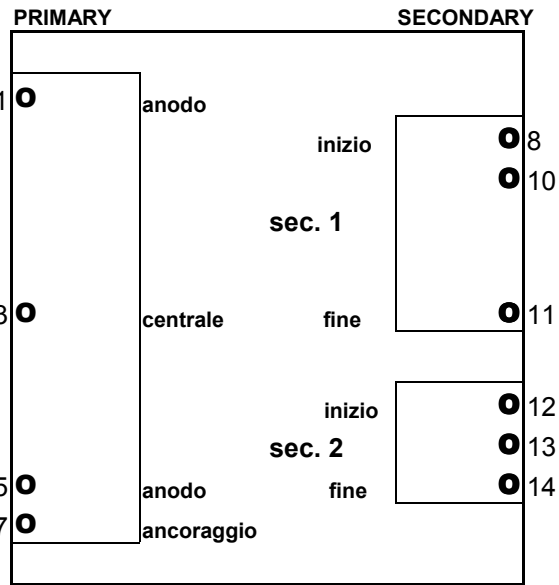 PRIMARY SECONDARY
1 O anodo
inizio O 8
O 10
sec. 1
3 O centrale fine O 11
inizio O 12
sec. 2 O 13
5 O anodo fine O 14
7 O ancoraggio